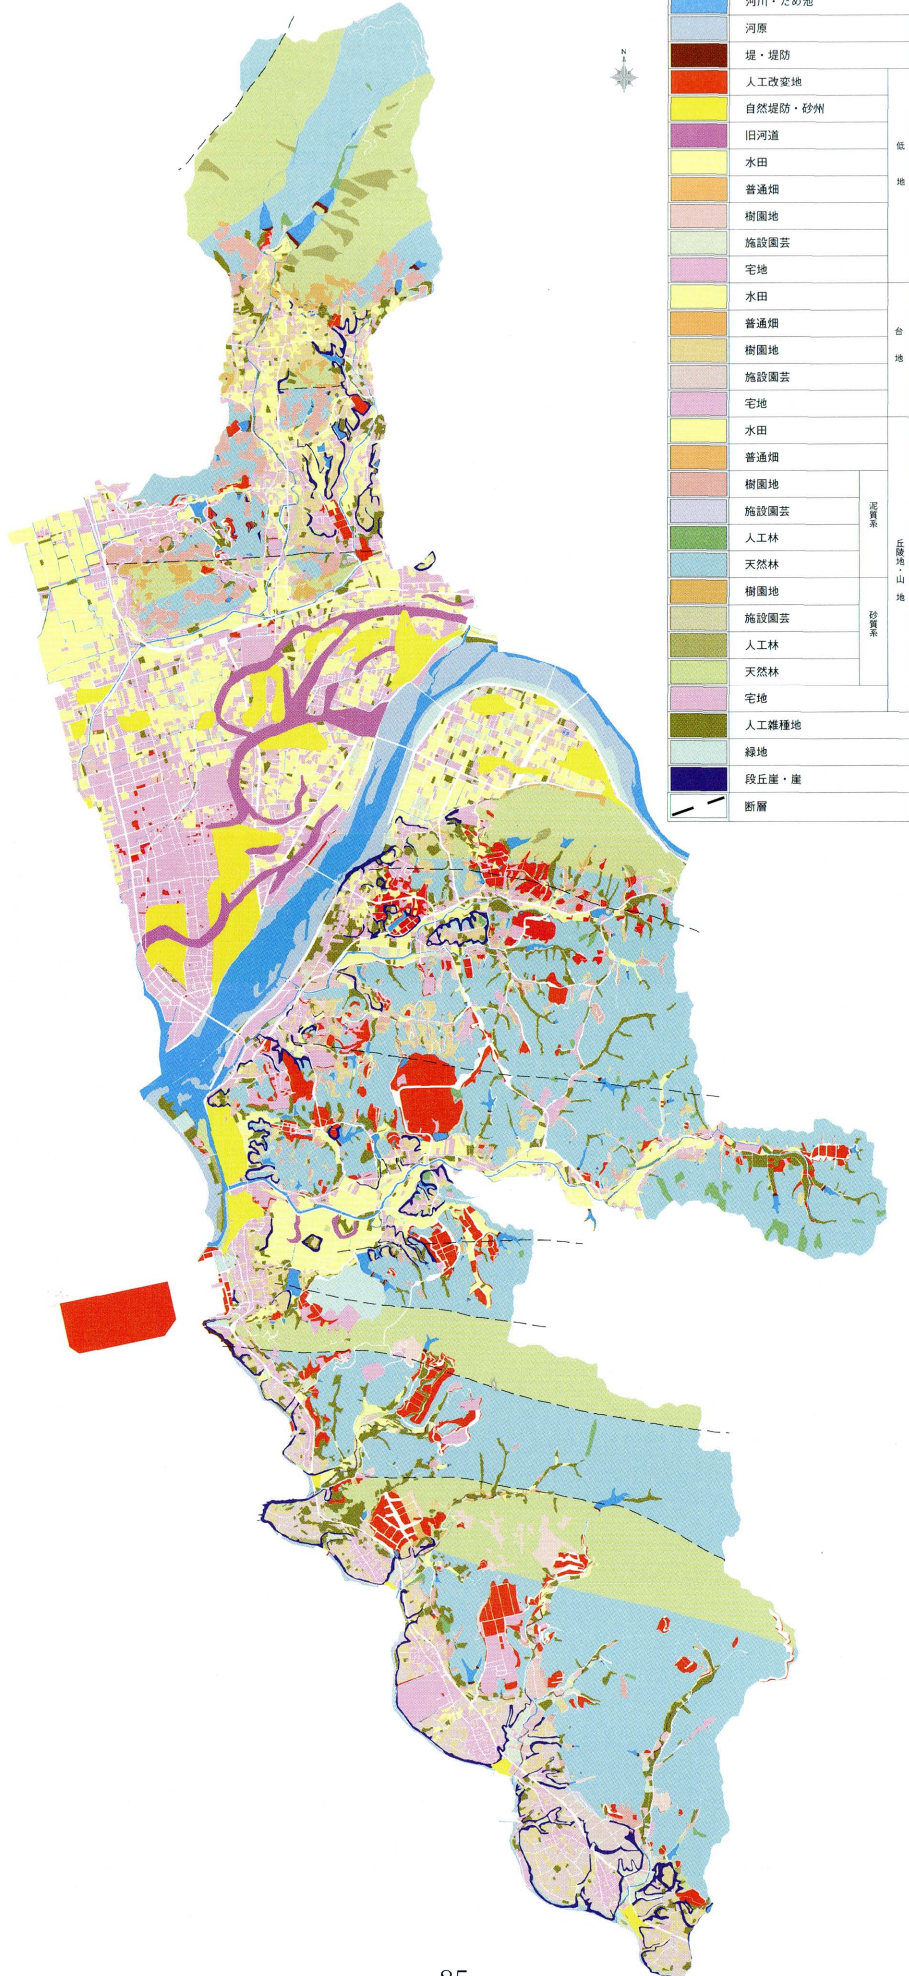 河川・ため池
N
河原
堤・堤防
人工改変地
自然堤防・砂州
旧河道
水田
普通畑
樹園地
施設園芸
宅地
低地
水田
普通畑
樹園地
施設園芸
宅地
台地
水田
普通畑
樹園地
施設園芸
人工林
天然林
泥質系
樹園地
施設園芸
人工林
天然林
砂質系
宅地
丘陵地・山地
人工雑種地
緑地
段丘崖・崖
断層
85